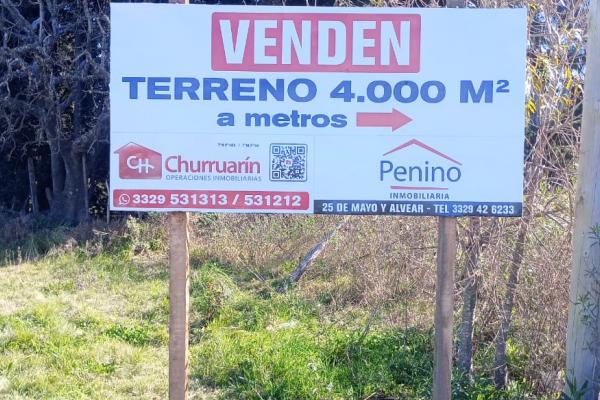 VENDEN
TERRENO 4.000 M²
a metros
CH Churruarín
OPERACIONES INMOBILIARIAS
3329 531313 / 531212
Penino
INMOBILIARIA
25 DE MAYO Y ALVEAR - TEL 3329 42 6233